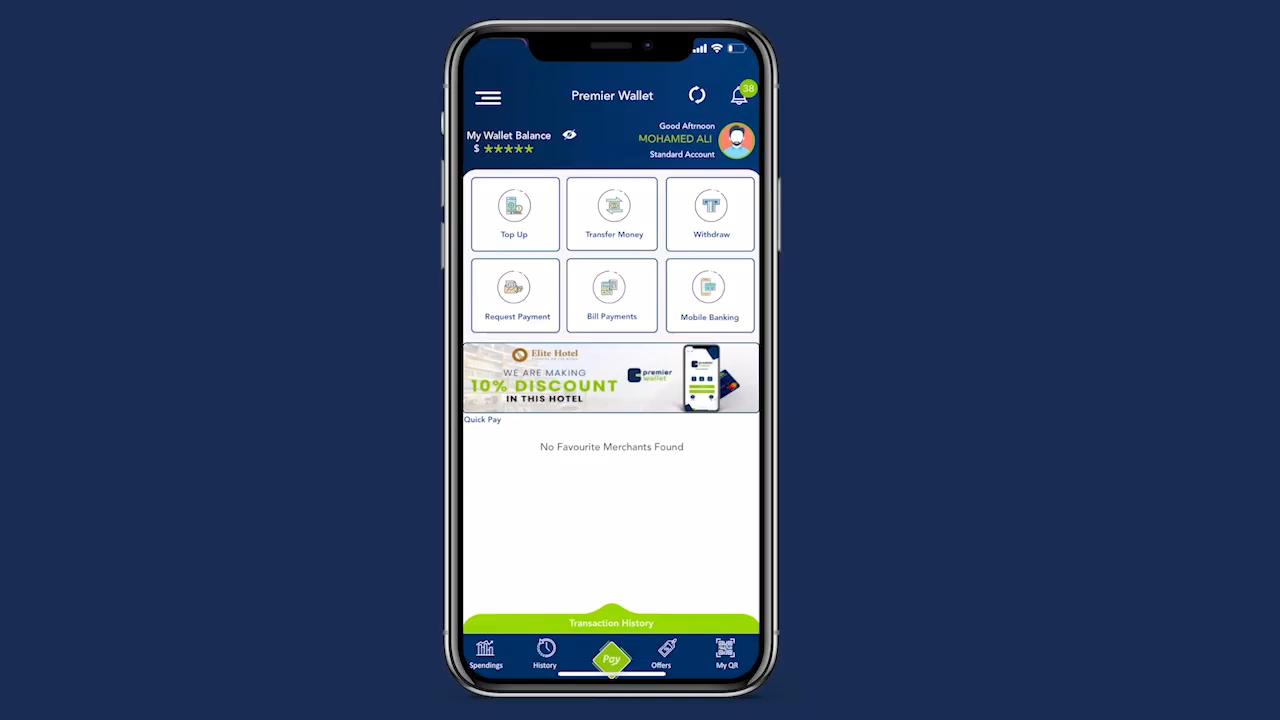 Premier Wallet
38
My Wallet Balance
$ *****
Good Aftrnoon
MOHAMED ALI
Standard Account
Top Up
Transfer Money
Withdraw
Request Payment
Bill Payments
Mobile Banking
Elite Hotel
WE ARE MAKING
10% DISCOUNT
IN THIS HOTEL
premier
wallet
Quick Pay
No Favourite Merchants Found
Transaction History
Spendings
History
Pay
Offers
My QR